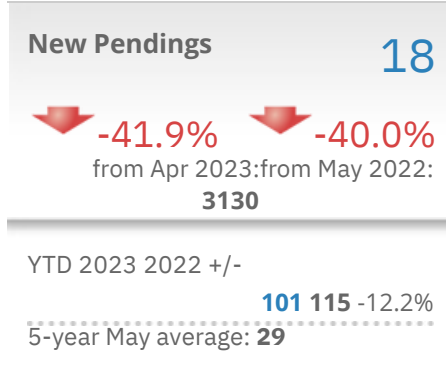 New Pendings
18
-41.9% -40.0%
from Apr 2023:from May 2022:
3130
YTD 2023 2022 +/-
101 115 -12.2%
5-year May average: 29